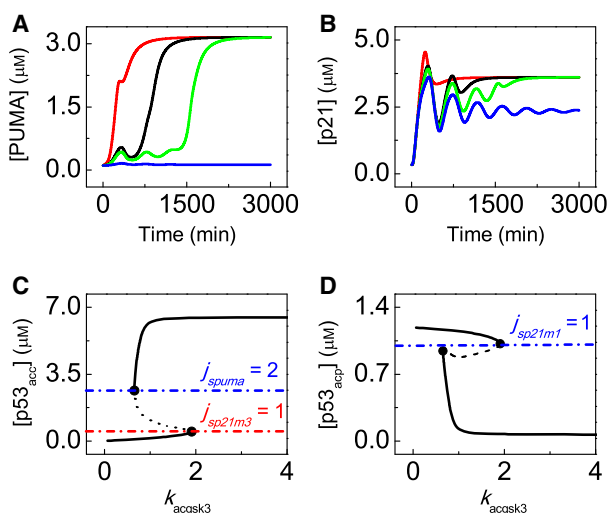 A
[PUMA] (μM)
3.0
1.5
0.0
0
1500
3000
Time (min)
B
[p21] (μM)
5.0
2.5
0.0
0
1500
3000
Time (min)
C
[p53acc] (μM)
7.0
3.5
0.0
jspuma = 2
jsp21m3 = 1
0
2
4
kacgsk3
D
[p53acp] (μM)
1.4
0.7
0.0
jsp21m1 = 1
0
2
4
kacgsk3